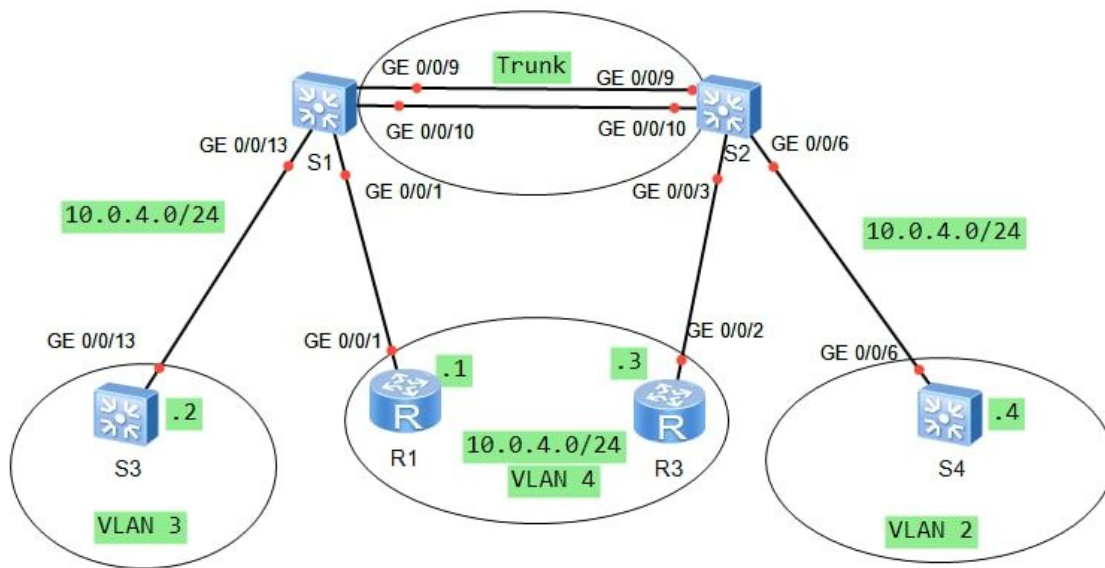 GE 0/0/9
Trunk
GE 0/0/9
GE 0/0/10
GE 0/0/10
GE 0/0/13
S1
S2
GE 0/0/6
GE 0/0/1
GE 0/0/3
10.0.4.0/24
10.0.4.0/24
GE 0/0/13
GE 0/0/1
GE 0/0/2
GE 0/0/6
.2
.1
.3
.4
S3
R1
10.0.4.0/24
R3
S4
VLAN 4
VLAN 3
VLAN 2